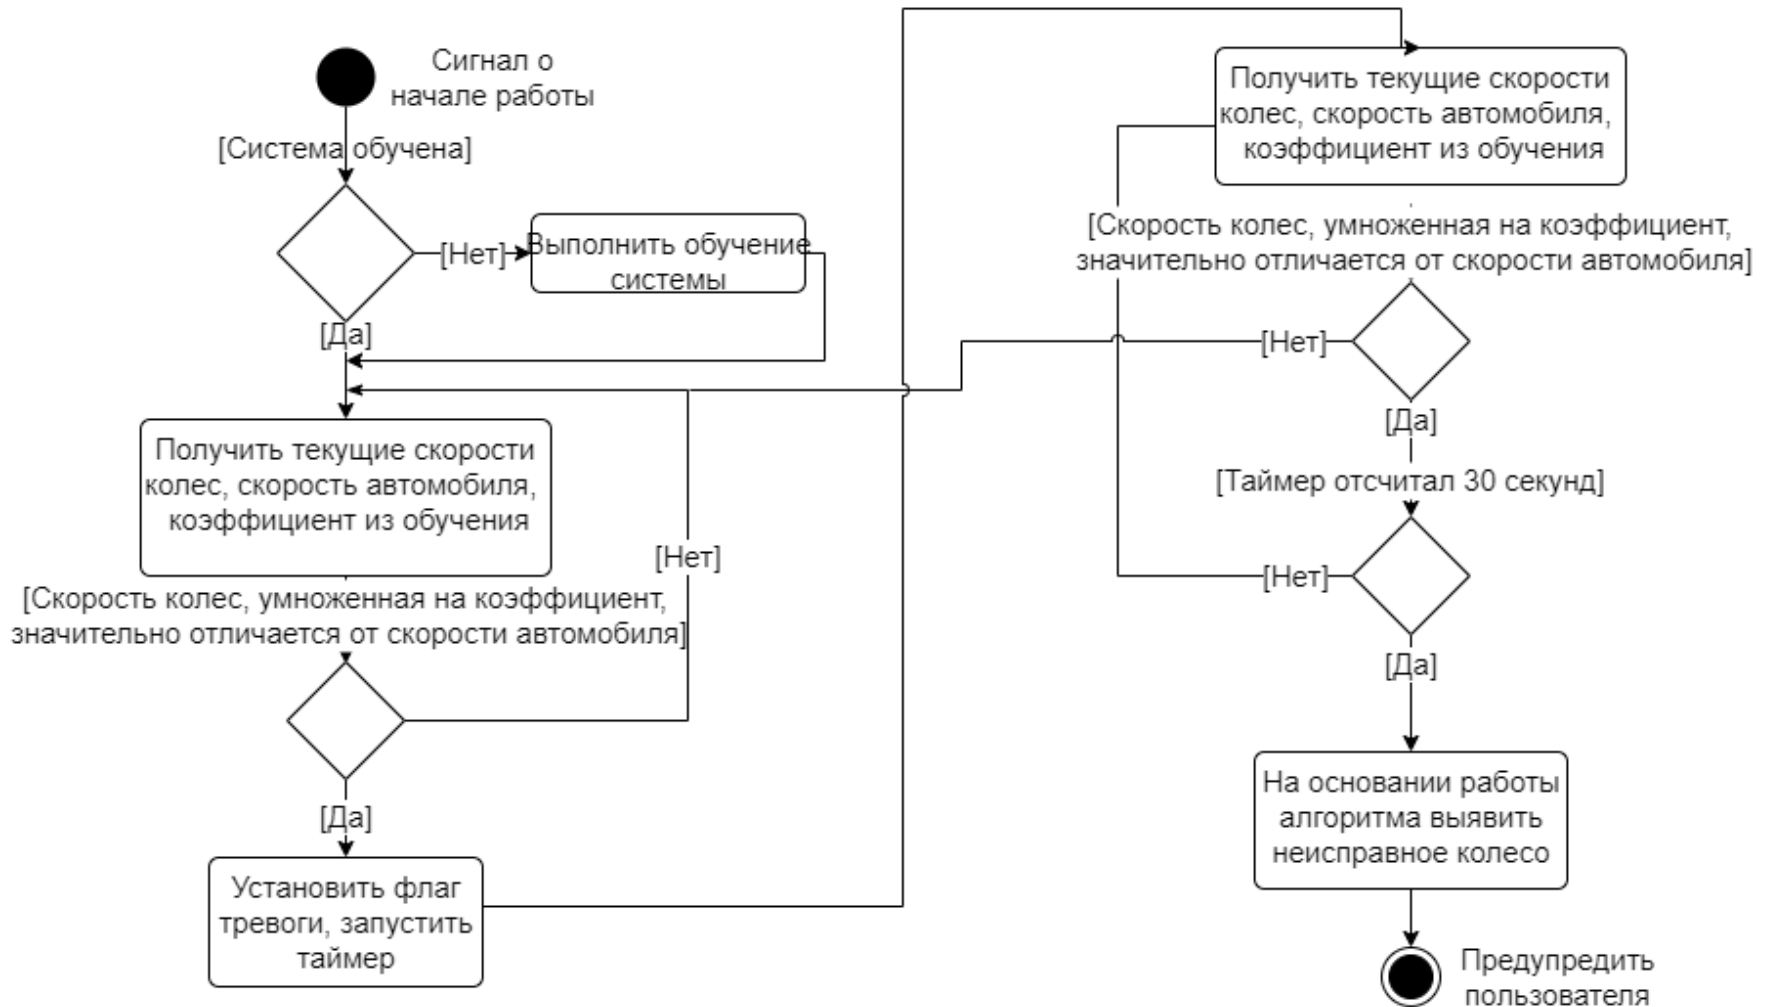 Сигнал о
начале работы
[Система обучена]
[Нет]
Выполнить обучение
системы
[Да]
Получить текущие скорости
колес, скорость автомобиля,
коэффициент из обучения
[Скорость колес, умноженная на коэффициент,
значительно отличается от скорости автомобиля]
[Нет]
[Да]
Установить флаг
тревоги, запустить
таймер
Получить текущие скорости
колес, скорость автомобиля,
коэффициент из обучения
[Скорость колес, умноженная на коэффициент,
значительно отличается от скорости автомобиля]
[Нет]
[Да]
[Таймер отсчитал 30 секунд]
[Нет]
[Да]
На основании работы
алгоритма выявить
неисправное колесо
Предупредить
пользователя